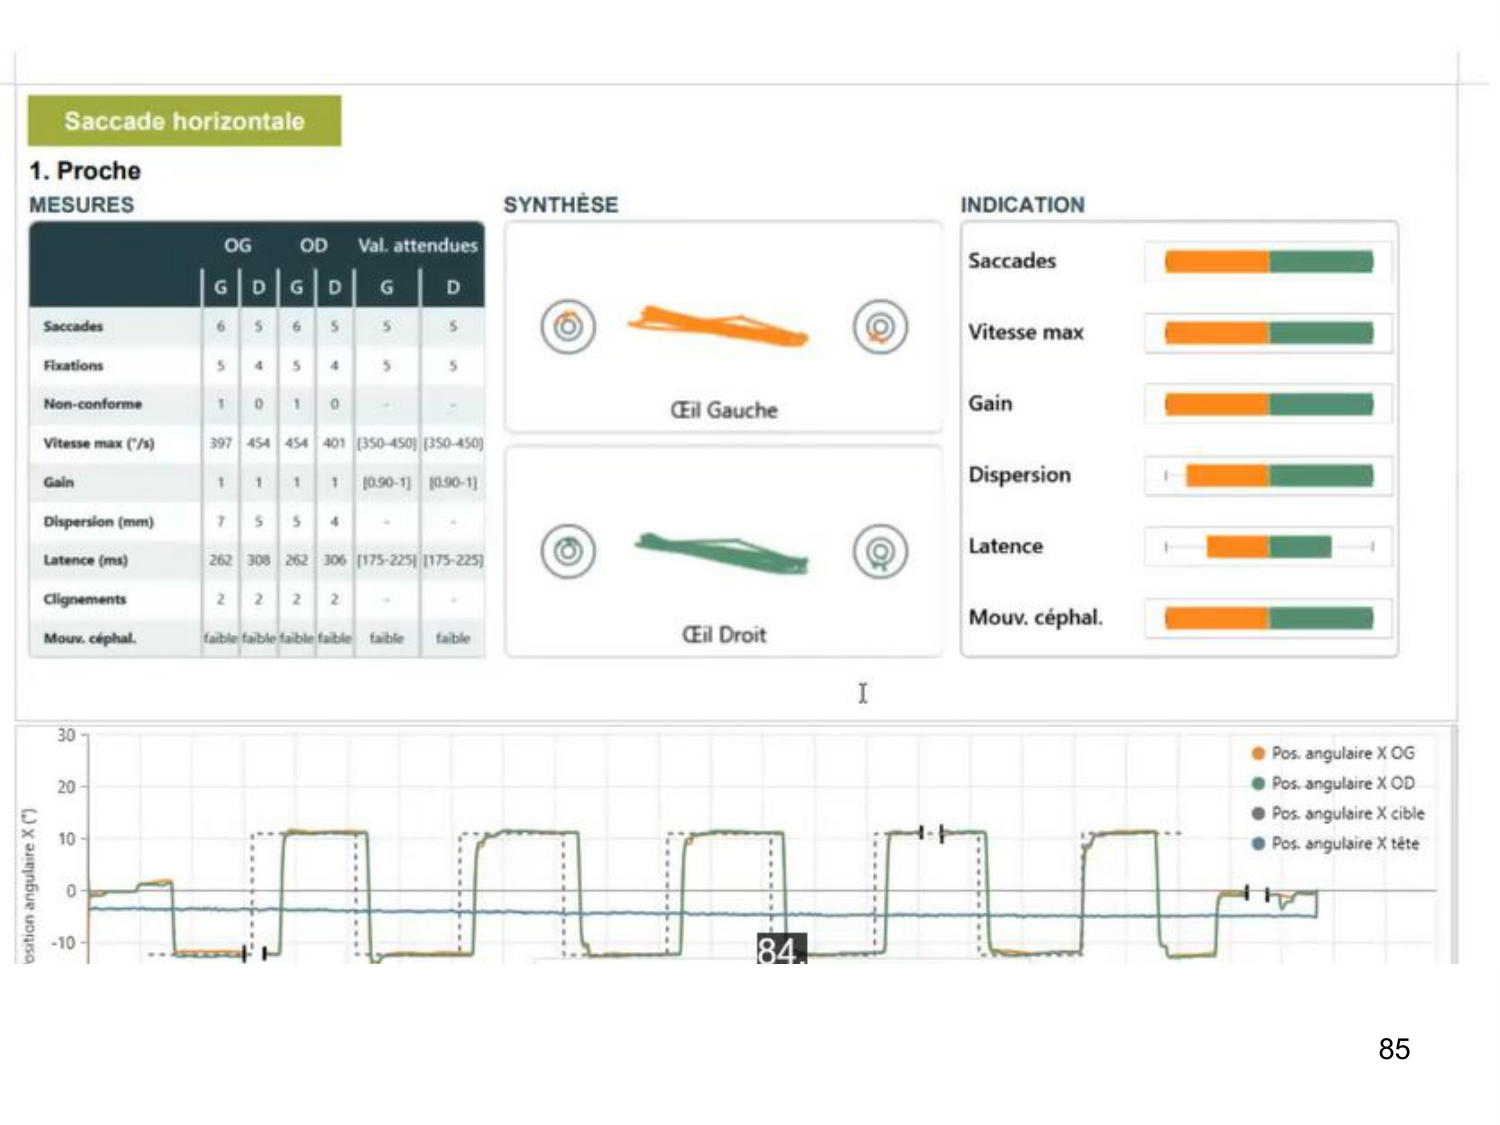 Saccade horizontale
1. Proche
MESURES
OG OD Val. attendues
G D G D G D
Saccades 6 5 6 5 5 5
Fixations 5 4 5 4 5 5
Non-conforme 1 0 1 0 - -
Vitesse max (°/s) 397 454 454 401 [350-450] [350-450]
Gain 1 1 1 1 [0.90-1] [0.90-1]
Dispersion (mm) 7 5 5 4 - -
Latence (ms) 262 308 262 306 [175-225] [175-225]
Clignements 2 2 2 2 - -
Mouv. céphal. faible faible faible faible faible faible
SYNTHÈSE
Œil Gauche
Œil Droit
INDICATION
Saccades
Vitesse max
Gain
Dispersion
Latence
Mouv. céphal.
30
20
10
0
-10
angulaire X (°)
Pos. angulaire X OG
Pos. angulaire X OD
Pos. angulaire X cible
Pos. angulaire X tête
84.
85